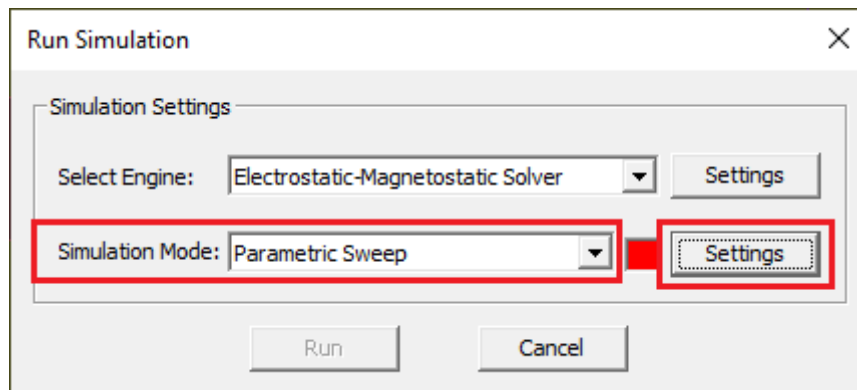 Run Simulation
Simulation Settings
Select Engine: Electrostatic-Magnetostatic Solver Settings
Simulation Mode: Parametric Sweep Settings
Run Cancel